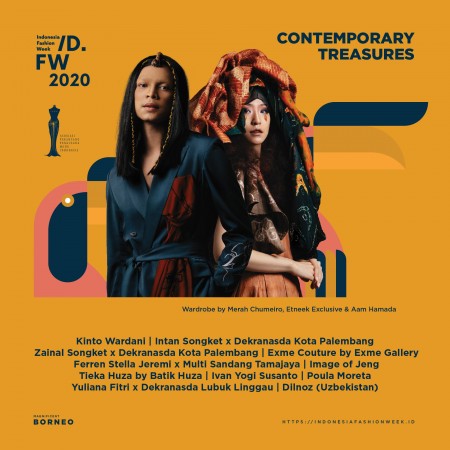 Indonesia
Fashion
Week
/D.
FW
2020
CONTEMPORARY
TREASURES
Wardrobe by Merah Chumeiro, Etneek Exclusive & Aam Hamada
Kinto Wardani | Intan Songket x Dekranasda Kota Palembang
Zainal Songket x Dekranasda Kota Palembang | Exme Couture by Exme Gallery
Ferren Stella Jeremi x Multi Sandang Tamajaya | Image of Jeng
Tieka Huza by Batik Huza | Ivan Yogi Susanto | Poula Moreta
Yuliana Fitri x Dekranasda Lubuk Linggau | Dilnoz (Uzbekistan)
MAGNIFICENT
BORNEO
HTTPS://INDONESIAFASHIONWEEK.ID